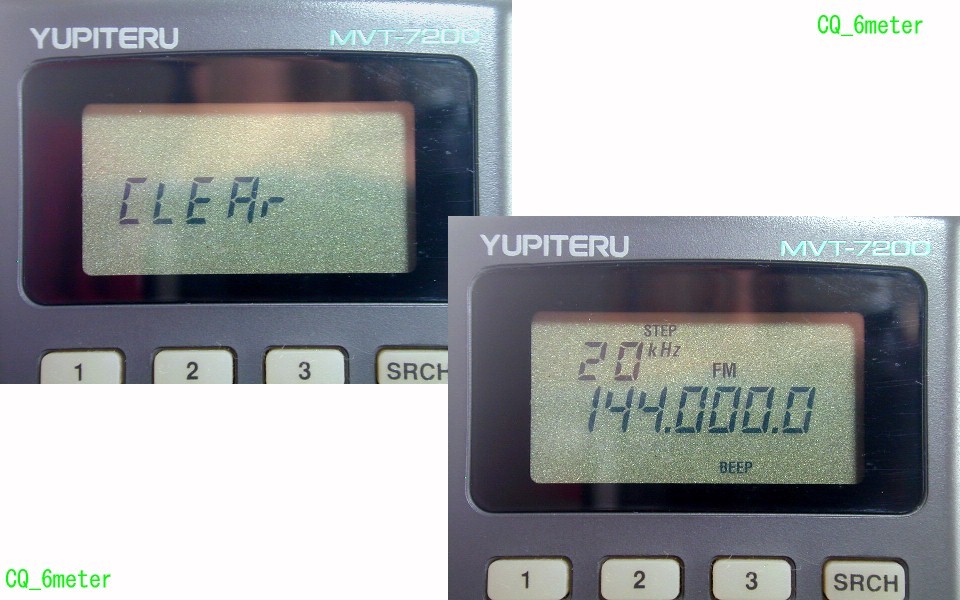 CQ_6meter
YUPITERU MVT-7200
CLEAr
1 2 3 SRCH
YUPITERU MVT-7200
STEP
20 kHz
FM
144.000.0
BEEP
1 2 3 SRCH
CQ_6meter